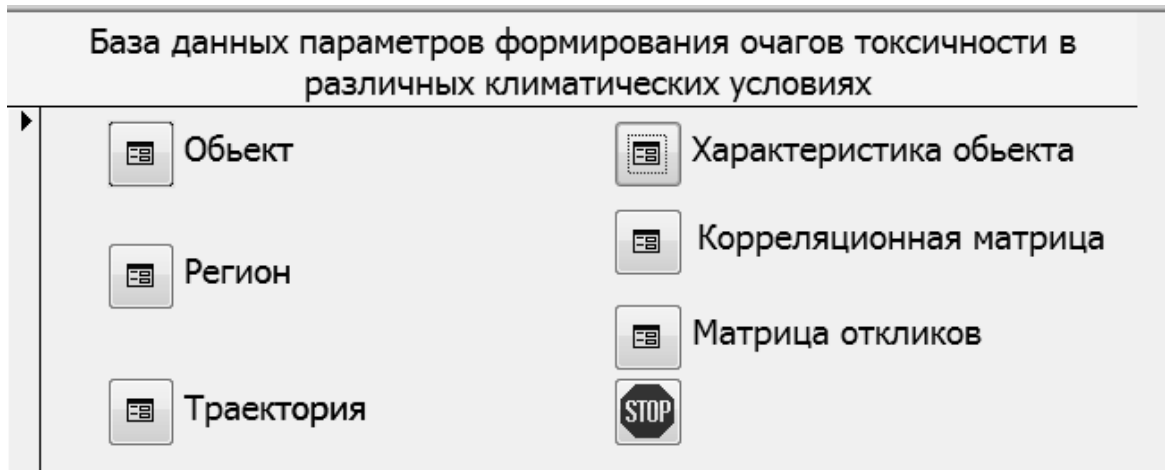 База данных параметров формирования очагов токсичности в
различных климатических условиях
Обьект
Характеристика обьекта
Корреляционная матрица
Регион
Матрица откликов
Траектория
STOP